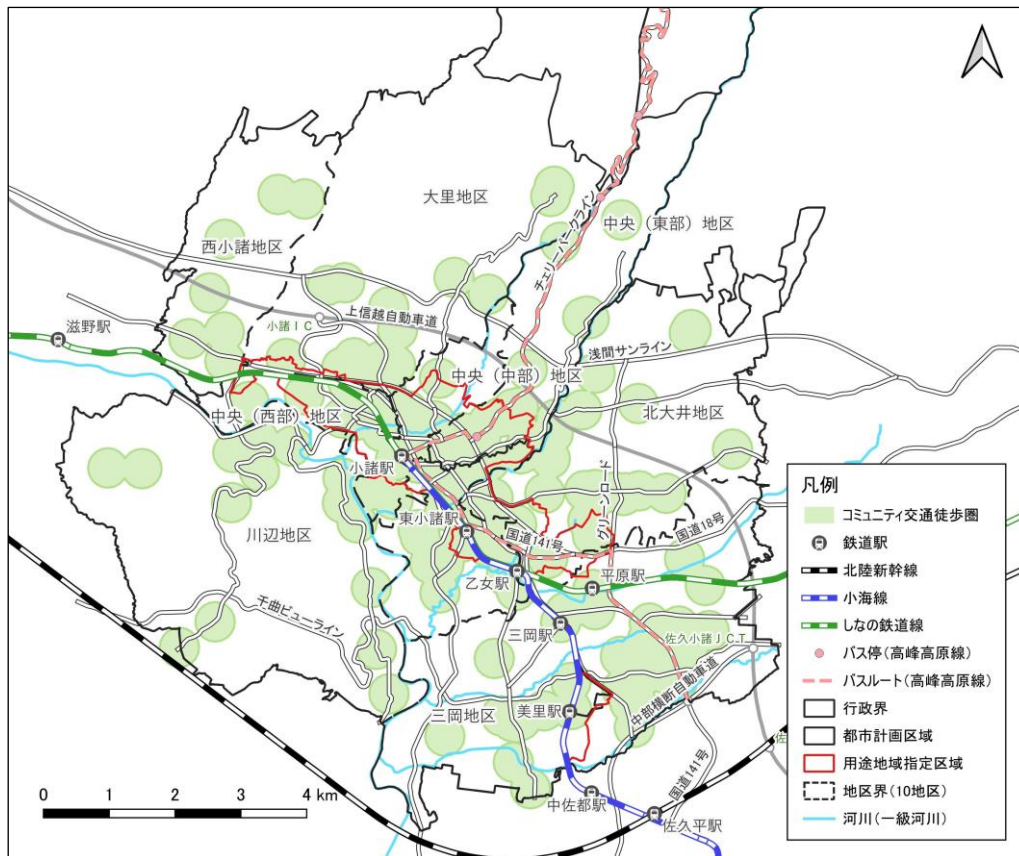 大里地区
西小諸地区
中央（東部）地区
チェリーパークライン
滋野駅
小諸ＩＣ
上信越自動車道
浅間サンライン
中央（中部）地区
中央（西部）地区
北大井地区
小諸駅
グリーンロード
東小諸駅
国道141号
国道18号
川辺地区
乙女駅
平原駅
千曲ビューライン
三岡駅
佐久小諸ＪＣＴ
中部横断自動車道
三岡地区
美里駅
国道141号
中佐都駅
佐久平駅
佐
0 1 2 3 4 km
凡例
コミュニティ交通徒歩圏
鉄道駅
北陸新幹線
小海線
しなの鉄道線
バス停（高峰高原線）
バスルート（高峰高原線）
行政界
都市計画区域
用途地域指定区域
地区界（10地区）
河川（一級河川）